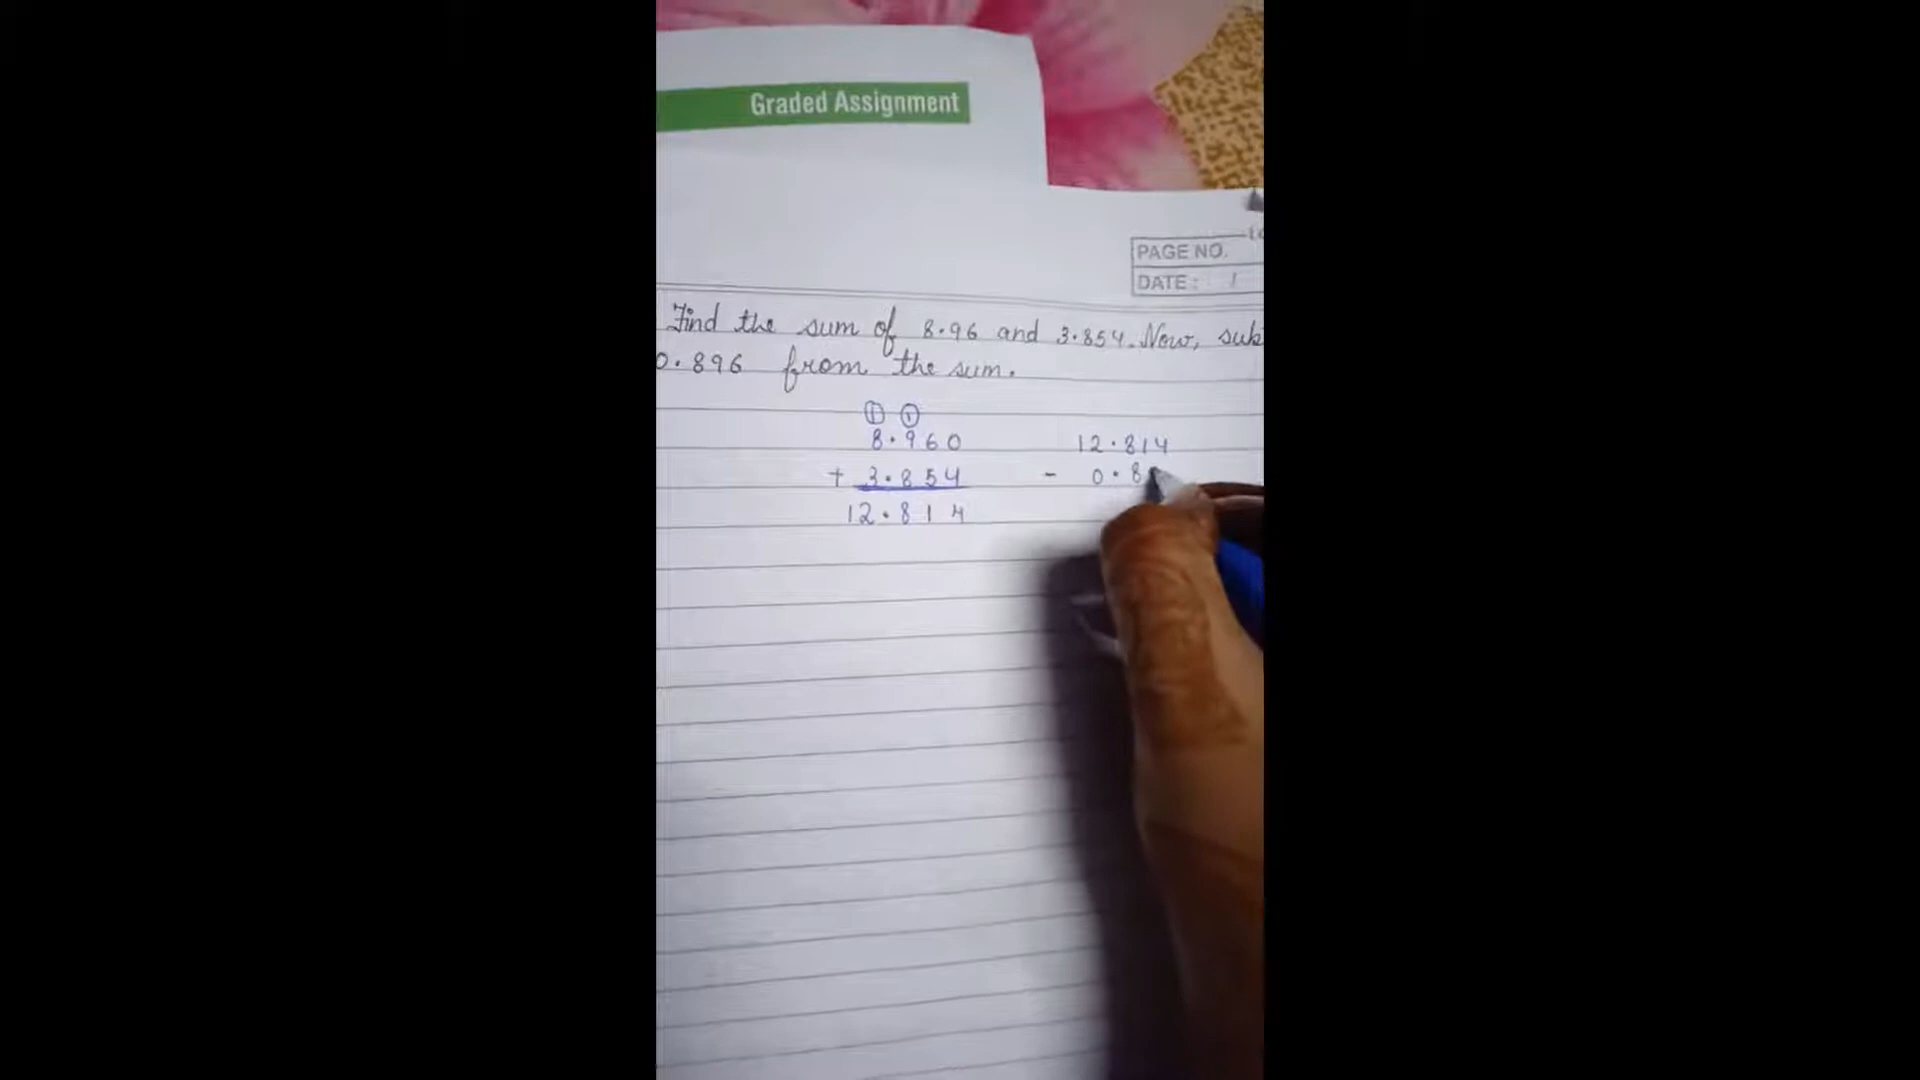 Graded Assignment
PAGE NO.
DATE : /
Find the sum of 8.96 and 3.854. Now, sub
0.896 from the sum.
1 1
8.960
+ 3.854
12.814
12.814
- 0.8